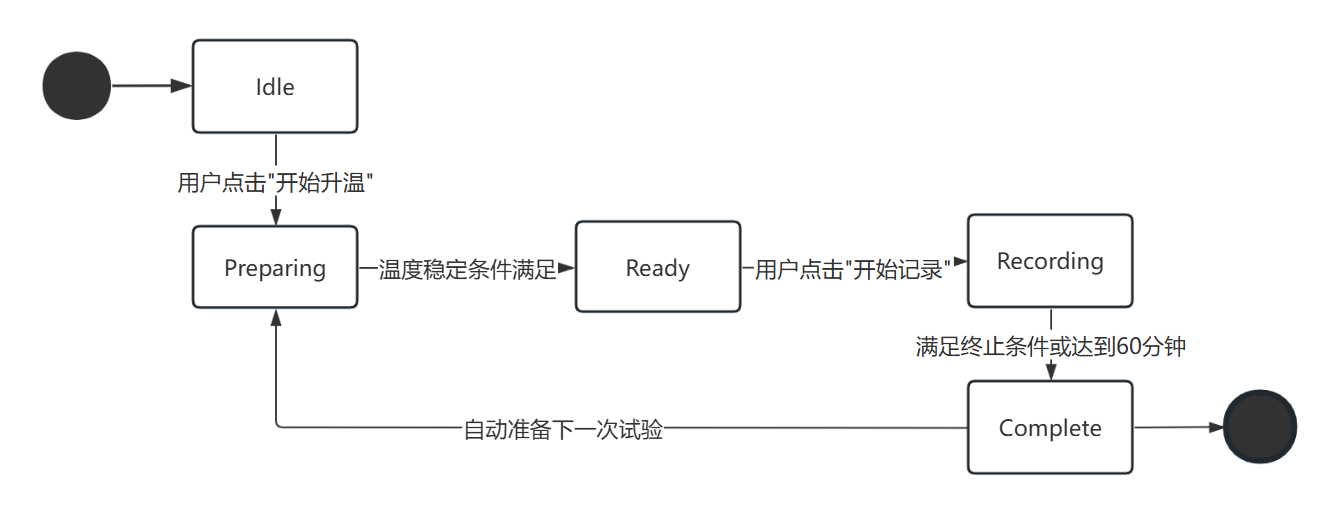 Idle
用户点击"开始升温"
Preparing
温度稳定条件满足
Ready
用户点击"开始记录"
Recording
满足终止条件或达到60分钟
自动准备下一次试验
Complete